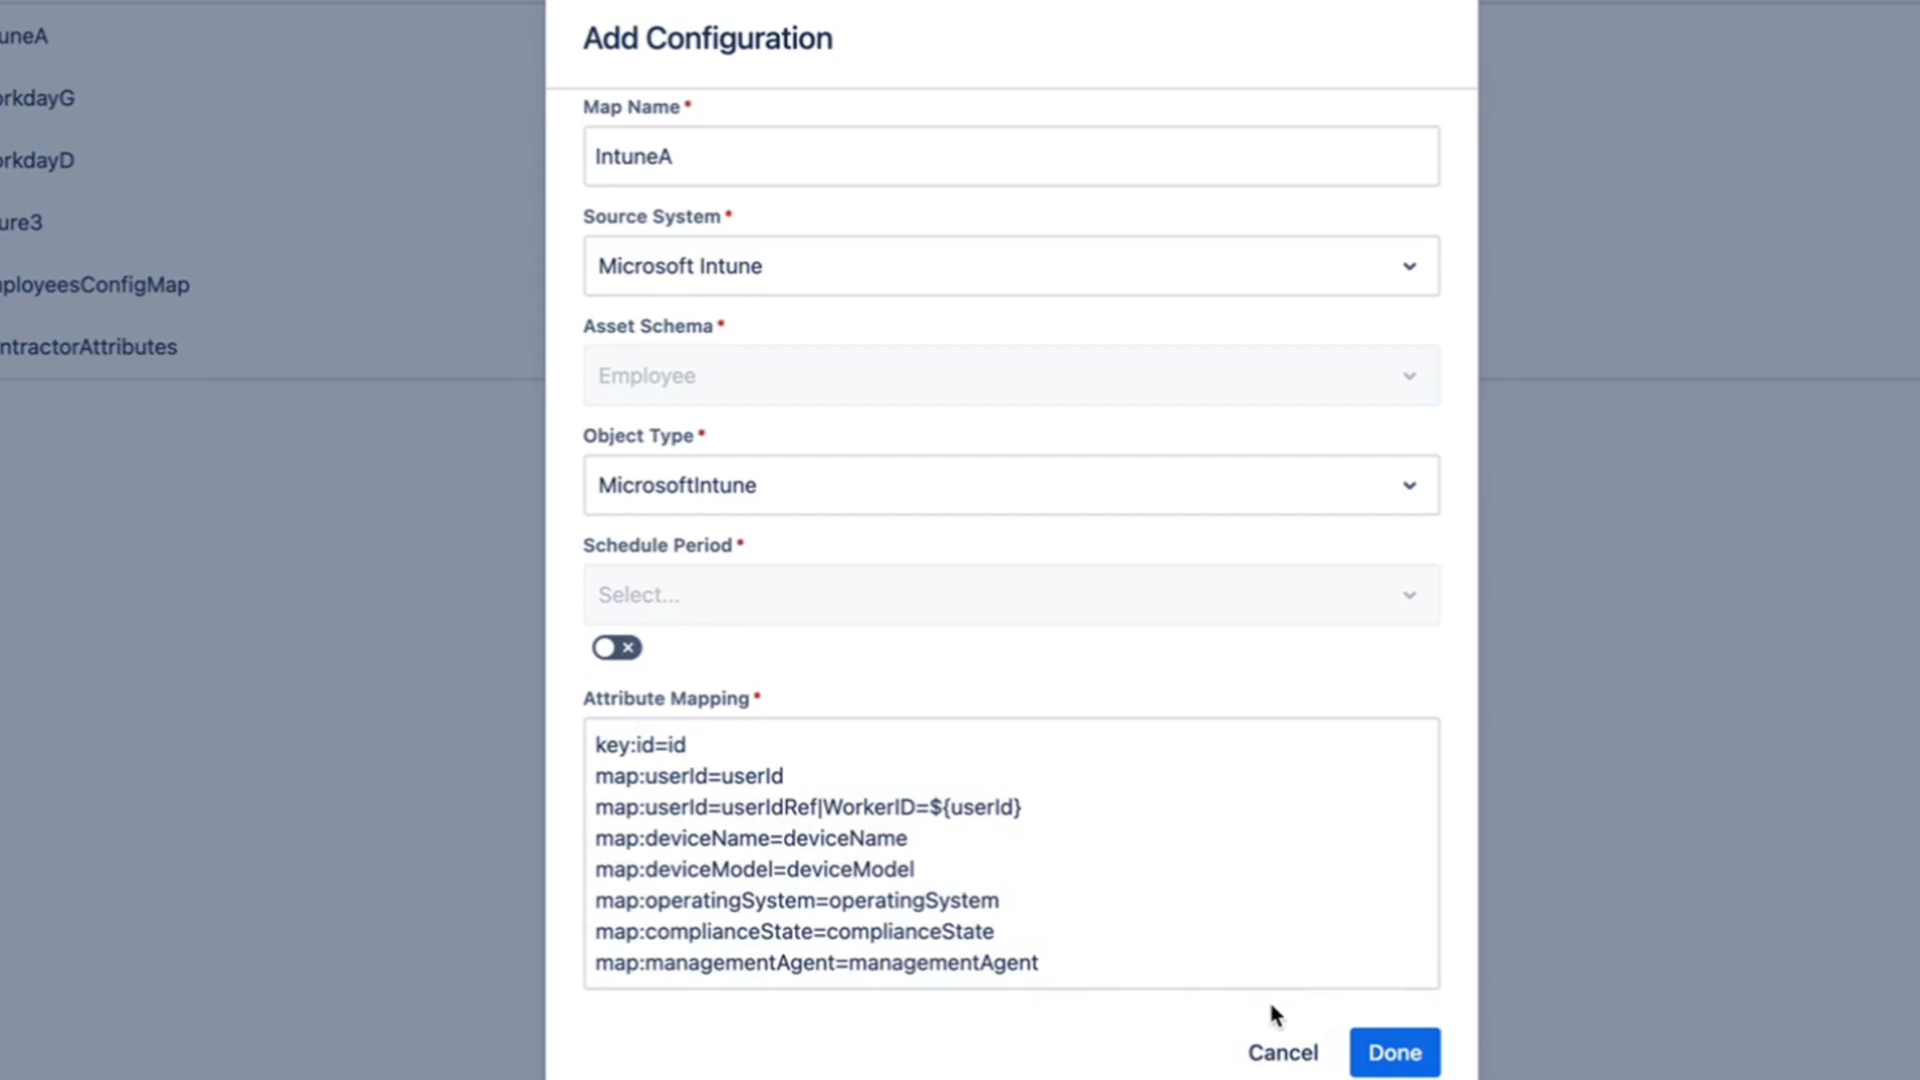 Add Configuration
uneA
orkdayG
orkdayD
ure3
ployeesConfigMap
ntractorAttributes
Map Name*
IntuneA
Source System*
Microsoft Intune
Asset Schema*
Employee
Object Type*
MicrosoftIntune
Schedule Period*
Select...
Attribute Mapping*
key:id=id
map:userId=userId
map:userId=userIdRef|WorkerID=${userId}
map:deviceName=deviceName
map:deviceModel=deviceModel
map:operatingSystem=operatingSystem
map:complianceState=complianceState
map:managementAgent=managementAgent
Cancel
Done